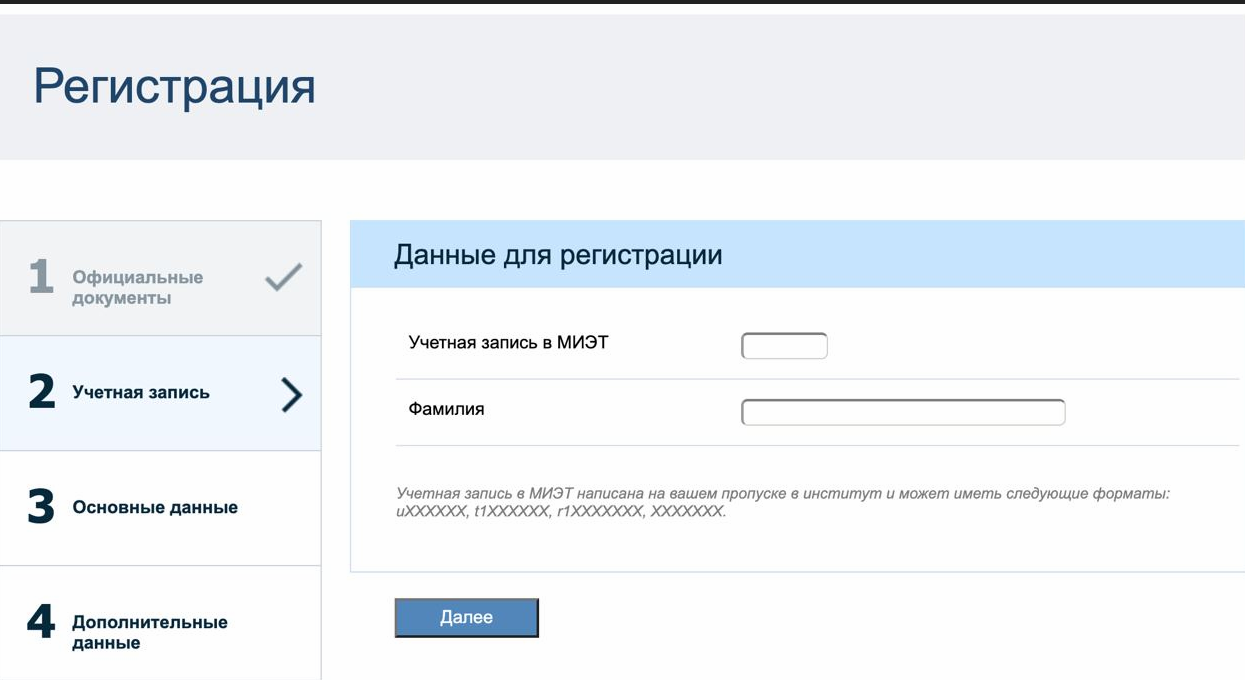 Регистрация
1 Официальные
документы
2 Учетная запись
3 Основные данные
4 Дополнительные
данные
Данные для регистрации
Учетная запись в МИЭТ
Фамилия
Учетная запись в МИЭТ написана на вашем пропуске в институт и может иметь следующие форматы:
uXXXXXX, t1XXXXXX, r1XXXXXXX, XXXXXXX.
Далее